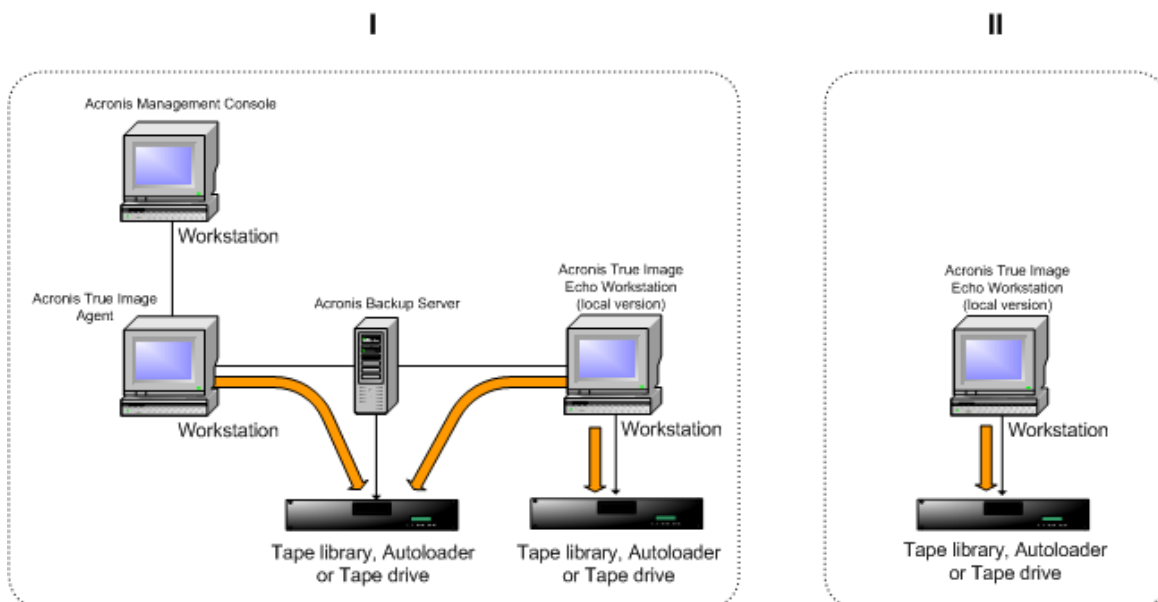 I
II
Acronis Management Console
Workstation
Acronis True Image
Agent
Workstation
Acronis Backup Server
Acronis True Image
Echo Workstation
(local version)
Workstation
Tape library, Autoloader
or Tape drive
Tape library, Autoloader
or Tape drive
Acronis True Image
Echo Workstation
(local version)
Workstation
Tape library, Autoloader
or Tape drive